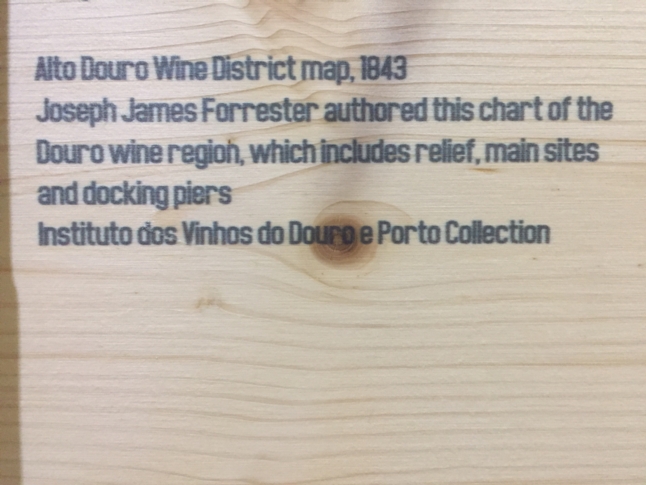 Alto Douro Wine District map, 1843
Joseph James Forrester authored this chart of the
Douro wine region, which includes relief, main sites
and docking piers
Instituto dos Vinhos do Douro e Porto Collection